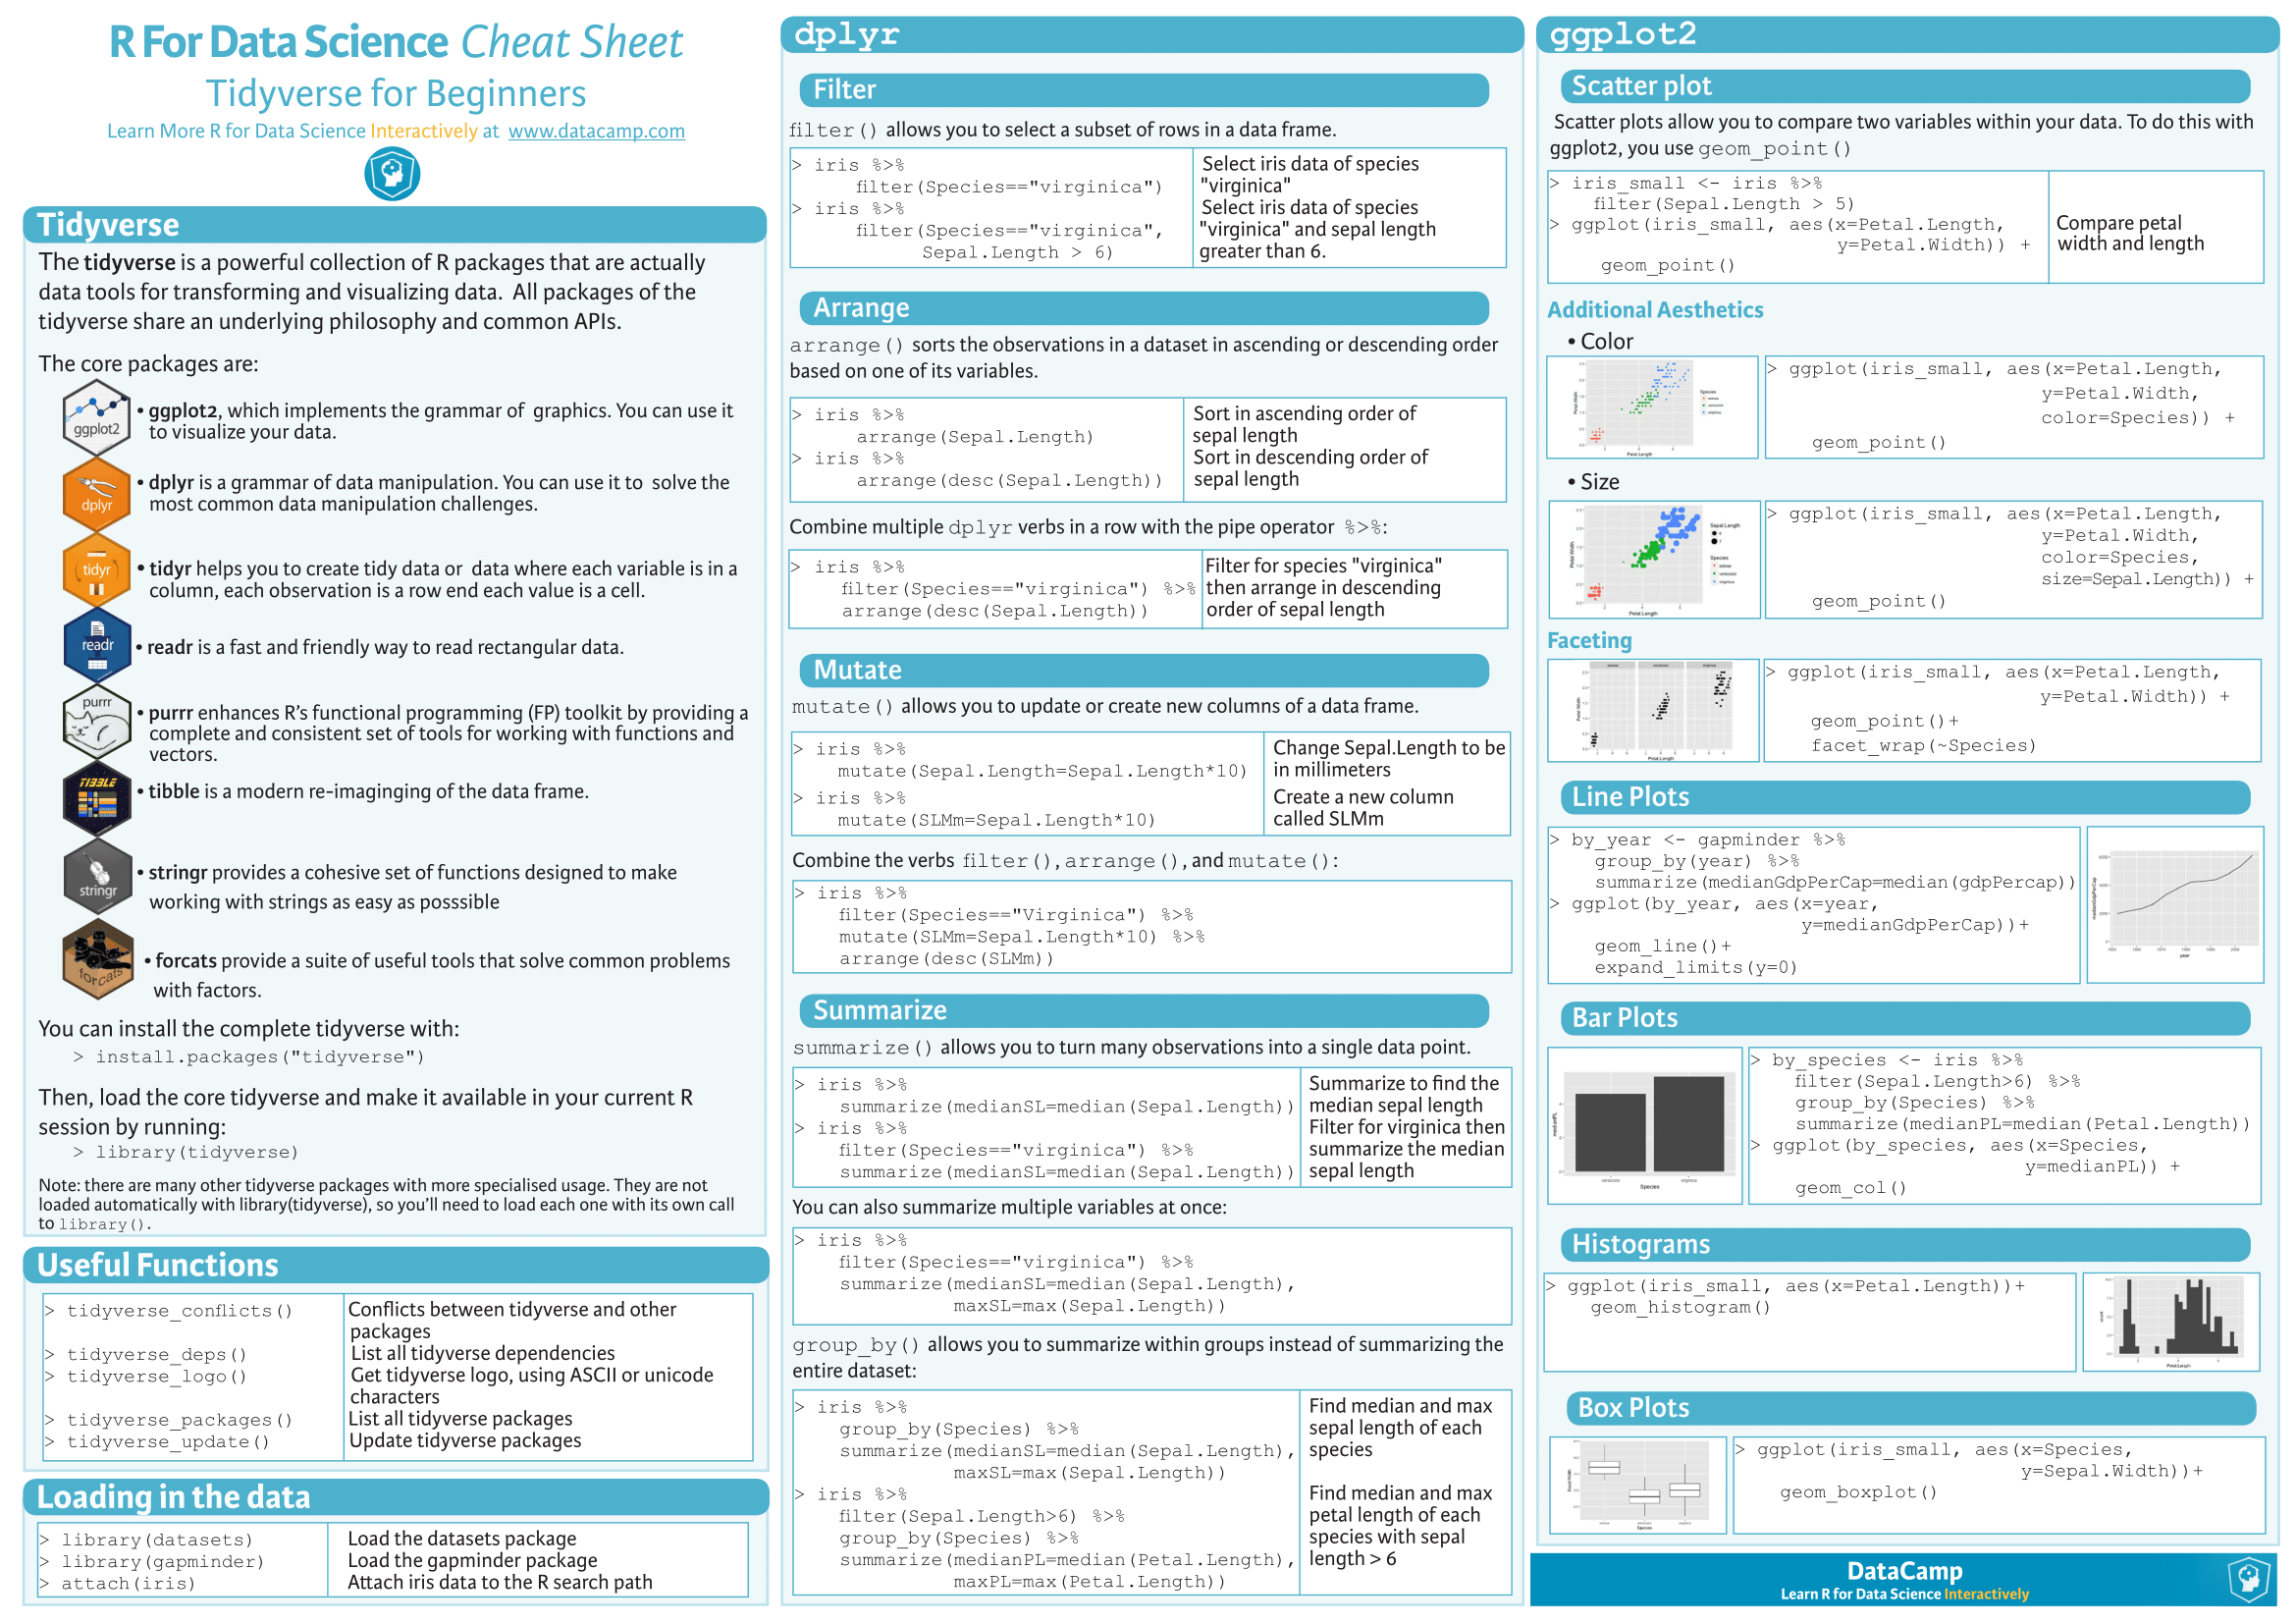 R For Data Science Cheat Sheet
Tidyverse for Beginners
Learn More R for Data Science Interactively at www.datacamp.com
Tidyverse
The tidyverse is a powerful collection of R packages that are actually
data tools for transforming and visualizing data. All packages of the
tidyverse share an underlying philosophy and common APIs.
The core packages are:
ggplot2
• ggplot2, which implements the grammar of graphics. You can use it
to visualize your data.
dplyr
• dplyr is a grammar of data manipulation. You can use it to solve the
most common data manipulation challenges.
tidyr
• tidyr helps you to create tidy data or data where each variable is in a
column, each observation is a row end each value is a cell.
readr
• readr is a fast and friendly way to read rectangular data.
purrr
• purrr enhances R's functional programming (FP) toolkit by providing a
complete and consistent set of tools for working with functions and
vectors.
TIBBLE
• tibble is a modern re-imaginging of the data frame.
stringr
• stringr provides a cohesive set of functions designed to make
working with strings as easy as posssible
forcats
• forcats provide a suite of useful tools that solve common problems
with factors.
You can install the complete tidyverse with:
> install.packages("tidyverse")
Then, load the core tidyverse and make it available in your current R
session by running:
> library(tidyverse)
Note: there are many other tidyverse packages with more specialised usage. They are not
loaded automatically with library(tidyverse), so you'll need to load each one with its own call
to library().
Useful Functions
> tidyverse_conflicts() Conflicts between tidyverse and other
packages
> tidyverse_deps() List all tidyverse dependencies
> tidyverse_logo() Get tidyverse logo, using ASCII or unicode
characters
> tidyverse_packages() List all tidyverse packages
> tidyverse_update() Update tidyverse packages
Loading in the data
> library(datasets) Load the datasets package
> library(gapminder) Load the gapminder package
> attach(iris) Attach iris data to the R search path
dplyr
Filter
filter() allows you to select a subset of rows in a data frame.
> iris %>% Select iris data of species
filter(Species=="virginica") "virginica"
> iris %>% Select iris data of species
filter(Species=="virginica", "virginica" and sepal length
Sepal.Length > 6) greater than 6.
Arrange
arrange() sorts the observations in a dataset in ascending or descending order
based on one of its variables.
> iris %>% Sort in ascending order of
arrange(Sepal.Length) sepal length
> iris %>% Sort in descending order of
arrange(desc(Sepal.Length)) sepal length
Combine multiple dplyr verbs in a row with the pipe operator %>%:
> iris %>% Filter for species "virginica"
filter(Species=="virginica") %>% then arrange in descending
arrange(desc(Sepal.Length)) order of sepal length
Mutate
mutate() allows you to update or create new columns of a data frame.
> iris %>% Change Sepal.Length to be
mutate(Sepal.Length=Sepal.Length*10) in millimeters
> iris %>% Create a new column
mutate(SLMm=Sepal.Length*10) called SLMm
Combine the verbs filter(), arrange(), and mutate():
> iris %>%
filter(Species=="Virginica") %>%
mutate(SLMm=Sepal.Length*10) %>%
arrange(desc(SLMm))
Summarize
summarize() allows you to turn many observations into a single data point.
> iris %>% Summarize to find the
summarize(medianSL=median(Sepal.Length)) median sepal length
> iris %>% Filter for virginica then
filter(Species=="virginica") %>% summarize the median
summarize(medianSL=median(Sepal.Length)) sepal length
You can also summarize multiple variables at once:
> iris %>%
filter(Species=="virginica") %>%
summarize(medianSL=median(Sepal.Length),
maxSL=max(Sepal.Length))
group_by() allows you to summarize within groups instead of summarizing the
entire dataset:
> iris %>% Find median and max
group_by(Species) %>% sepal length of each
summarize(medianSL=median(Sepal.Length), species
maxSL=max(Sepal.Length))
> iris %>% Find median and max
filter(Sepal.Length>6) %>% petal length of each
group_by(Species) %>% species with sepal
summarize(medianPL=median(Petal.Length), length > 6
maxPL=max(Petal.Length))
ggplot2
Scatter plot
Scatter plots allow you to compare two variables within your data. To do this with
ggplot2, you use geom_point()
> iris_small <- iris %>%
filter(Sepal.Length > 5)
> ggplot(iris_small, aes(x=Petal.Length, Compare petal
y=Petal.Width)) + width and length
geom_point()
Additional Aesthetics
• Color
> ggplot(iris_small, aes(x=Petal.Length,
y=Petal.Width,
color=Species)) +
geom_point()
Petal.Length
• Size
> ggplot(iris_small, aes(x=Petal.Length,
y=Petal.Width,
color=Species,
size=Sepal.Length)) +
geom_point()
Sepal.Length
Species
Petal.Length
Faceting
> ggplot(iris_small, aes(x=Petal.Length,
y=Petal.Width)) +
geom_point()+
facet_wrap(~Species)
Petal.Length
Line Plots
> by_year <- gapminder %>%
group_by(year) %>%
summarize(medianGdpPerCap=median(gdpPercap))
> ggplot(by_year, aes(x=year,
y=medianGdpPerCap))+
geom_line()+
expand_limits(y=0)
medianGdpPerCap
year
Bar Plots
> by_species <- iris %>%
filter(Sepal.Length>6) %>%
group_by(Species) %>%
summarize(medianPL=median(Petal.Length))
> ggplot(by_species, aes(x=Species,
y=medianPL)) +
geom_col()
medianPL
versicolor virginica
Species
Histograms
> ggplot(iris_small, aes(x=Petal.Length))+
geom_histogram()
count
Petal.Length
Box Plots
> ggplot(iris_small, aes(x=Species,
y=Sepal.Width))+
geom_boxplot()
Species
DataCamp
Learn R for Data Science Interactively